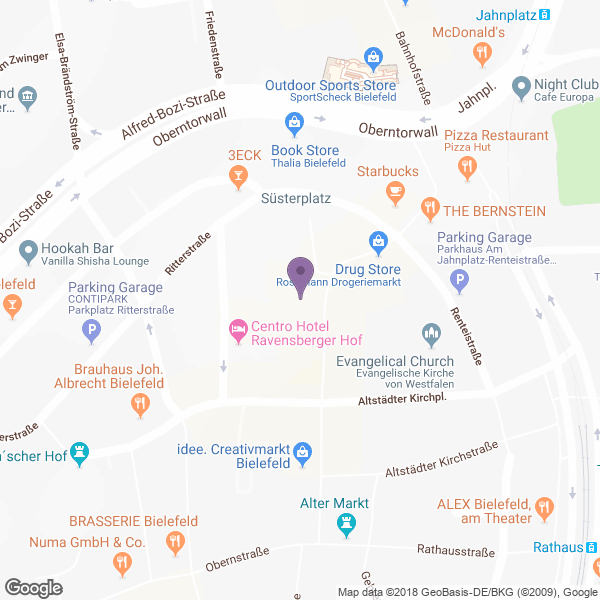 Jahnplatz
McDonald's
Bahnhofstraße
Jahnpl.
Elsa-Brändström-Straße
Friedenstraße
m Zwinger
Outdoor Sports Store
SportScheck Bielefeld
Night Club
Cafe Europa
nd
er...
Alfred-Bozi-Straße
Oberntorwall
Oberntorwall
Book Store
Thalia Bielefeld
Pizza Restaurant
Pizza Hut
3ECK
Starbucks
Süsterplatz
THE BERNSTEIN
Bozi-Straße
Ritterstraße
Hookah Bar
Vanilla Shisha Lounge
Parking Garage
Parkhaus Am
Jahnplatz-Renteistraße...
Drug Store
Rossmann Drogeriemarkt
elefeld
Parking Garage
CONTIPARK
Parkplatz Ritterstraße
Renteistraße
Centro Hotel
Ravensberger Hof
Evangelical Church
Evangelische Kirche
von Westfalen
Brauhaus Joh.
Albrecht Bielefeld
Altstädter Kirchpl.
erstraße
n´scher Hof
idee. Creativmarkt
Bielefeld
Altstädter Kirchstraße
Alter Markt
ALEX Bielefeld,
am Theater
BRASSERIE Bielefeld
Numa GmbH & Co.
Obernstraße
Rathausstraße
Rathaus
Google
Map data ©2018 GeoBasis-DE/BKG (©2009), Google